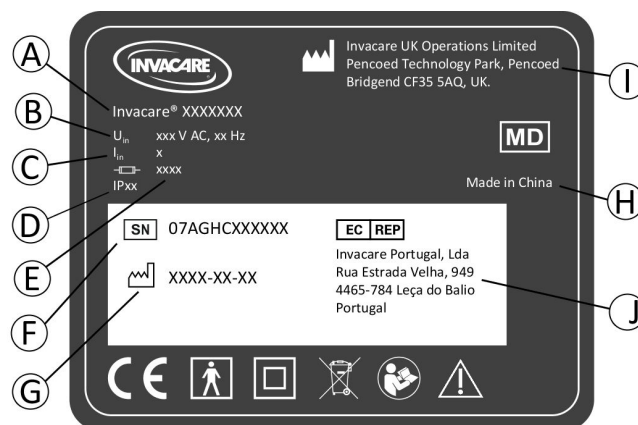 INVACARE
Invacare UK Operations Limited
Pencoed Technology Park, Pencoed
Bridgend CF35 5AQ, UK.
Invacare® XXXXXXX
U in xxx V AC, xx Hz
I in x
xxxx
IPxx
MD
Made in China
SN 07AGHCXXXXXX
XXXX-XX-XX
EC REP
Invacare Portugal, Lda
Rua Estrada Velha, 949
4465-784 Leça do Balio
Portugal
CE
A
B
C
D
E
F
G
I
H
J